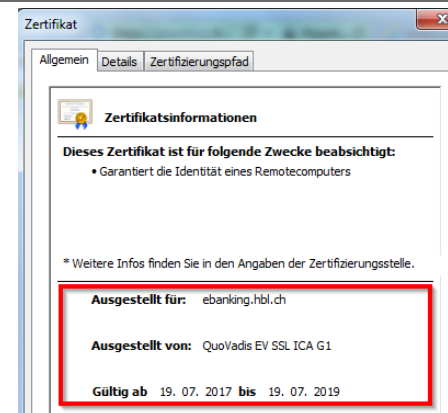 Zertifikat
Allgemein Details Zertifizierungspfad
Zertifikatsinformationen
Dieses Zertifikat ist für folgende Zwecke beabsichtigt:
• Garantiert die Identität eines Remotecomputers
* Weitere Infos finden Sie in den Angaben der Zertifizierungsstelle.
Ausgestellt für: ebanking.hbl.ch
Ausgestellt von: QuoVadis EV SSL ICA G1
Gültig ab 19. 07. 2017 bis 19. 07. 2019